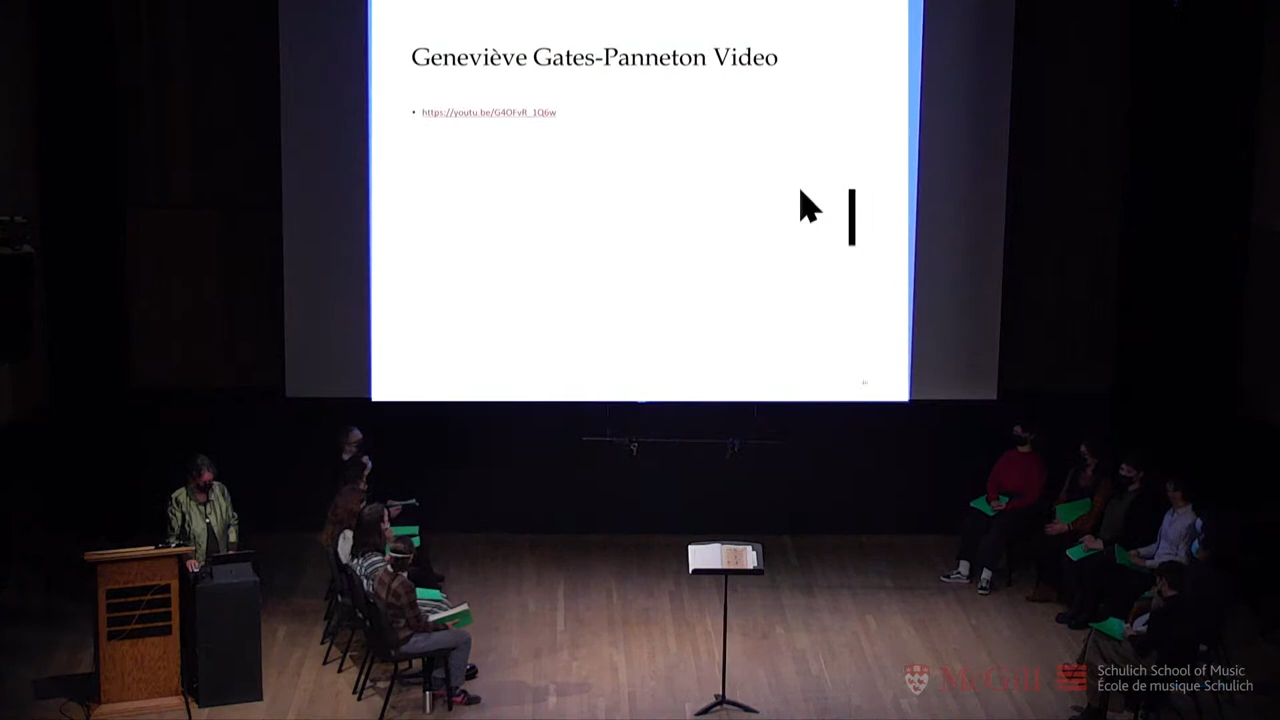 Geneviève Gates-Panneton Video
• https://youtu.be/G4OFvR_1Q6w
McGill
Schulich School of Music
École de musique Schulich